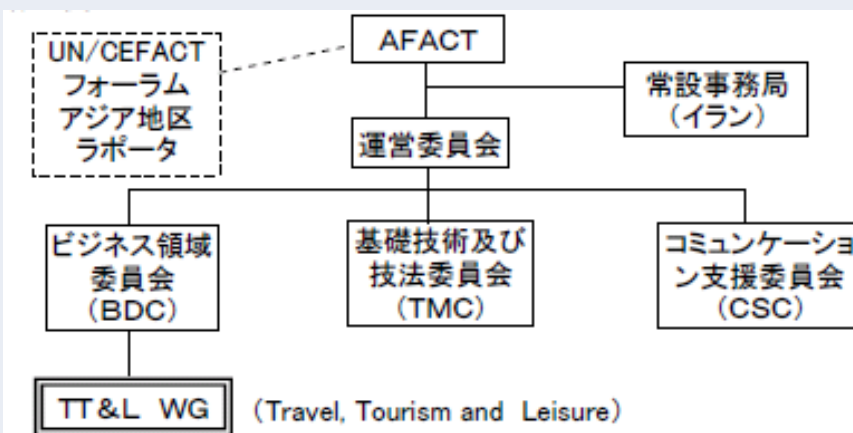 UN/CEFACT
フォーラム
アジア地区
ラポータ
AFACT
常設事務局
(イラン)
運営委員会
ビジネス領域
委員会
(BDC)
基礎技術及び
技法委員会
(TMC)
コミュンケーショ
ン支援委員会
(CSC)
TT&L WG
(Travel, Tourism and Leisure)